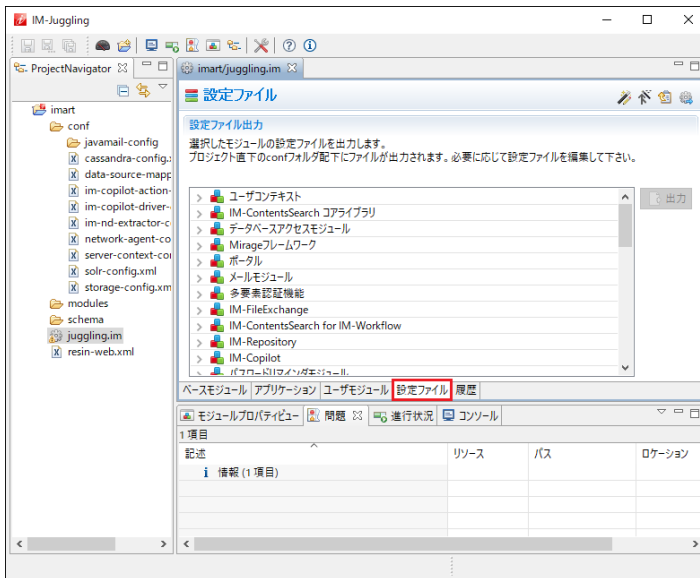 IM-Juggling
ProjectNavigator
imart/juggling.im
imart
conf
javamail-config
cassandra-config.
data-source-mapp
im-copilot-action-
im-copilot-driver-
im-nd-extractor-c
network-agent-co
server-context-co
solr-config.xml
storage-config.xm
modules
schema
juggling.im
resin-web.xml
設定ファイル
設定ファイル出力
選択したモジュールの設定ファイルを出力します。
プロジェクト直下のconfフォルダ配下にファイルが出力されます。必要に応じて設定ファイルを編集して下さい。
ユーザコンテキスト
IM-ContentsSearch コアライブラリ
データベースアクセスモジュール
Mirageフレームワーク
ポータル
メールモジュール
多要素認証機能
IM-FileExchange
IM-ContentsSearch for IM-Workflow
IM-Repository
IM-Copilot
パスワードリマインダモジュール
出力
ベースモジュール アプリケーション ユーザモジュール 設定ファイル 履歴
モジュールプロパティビュー 問題 進行状況 コンソール
1 項目
記述 リソース パス ロケーション
情報 (1 項目)